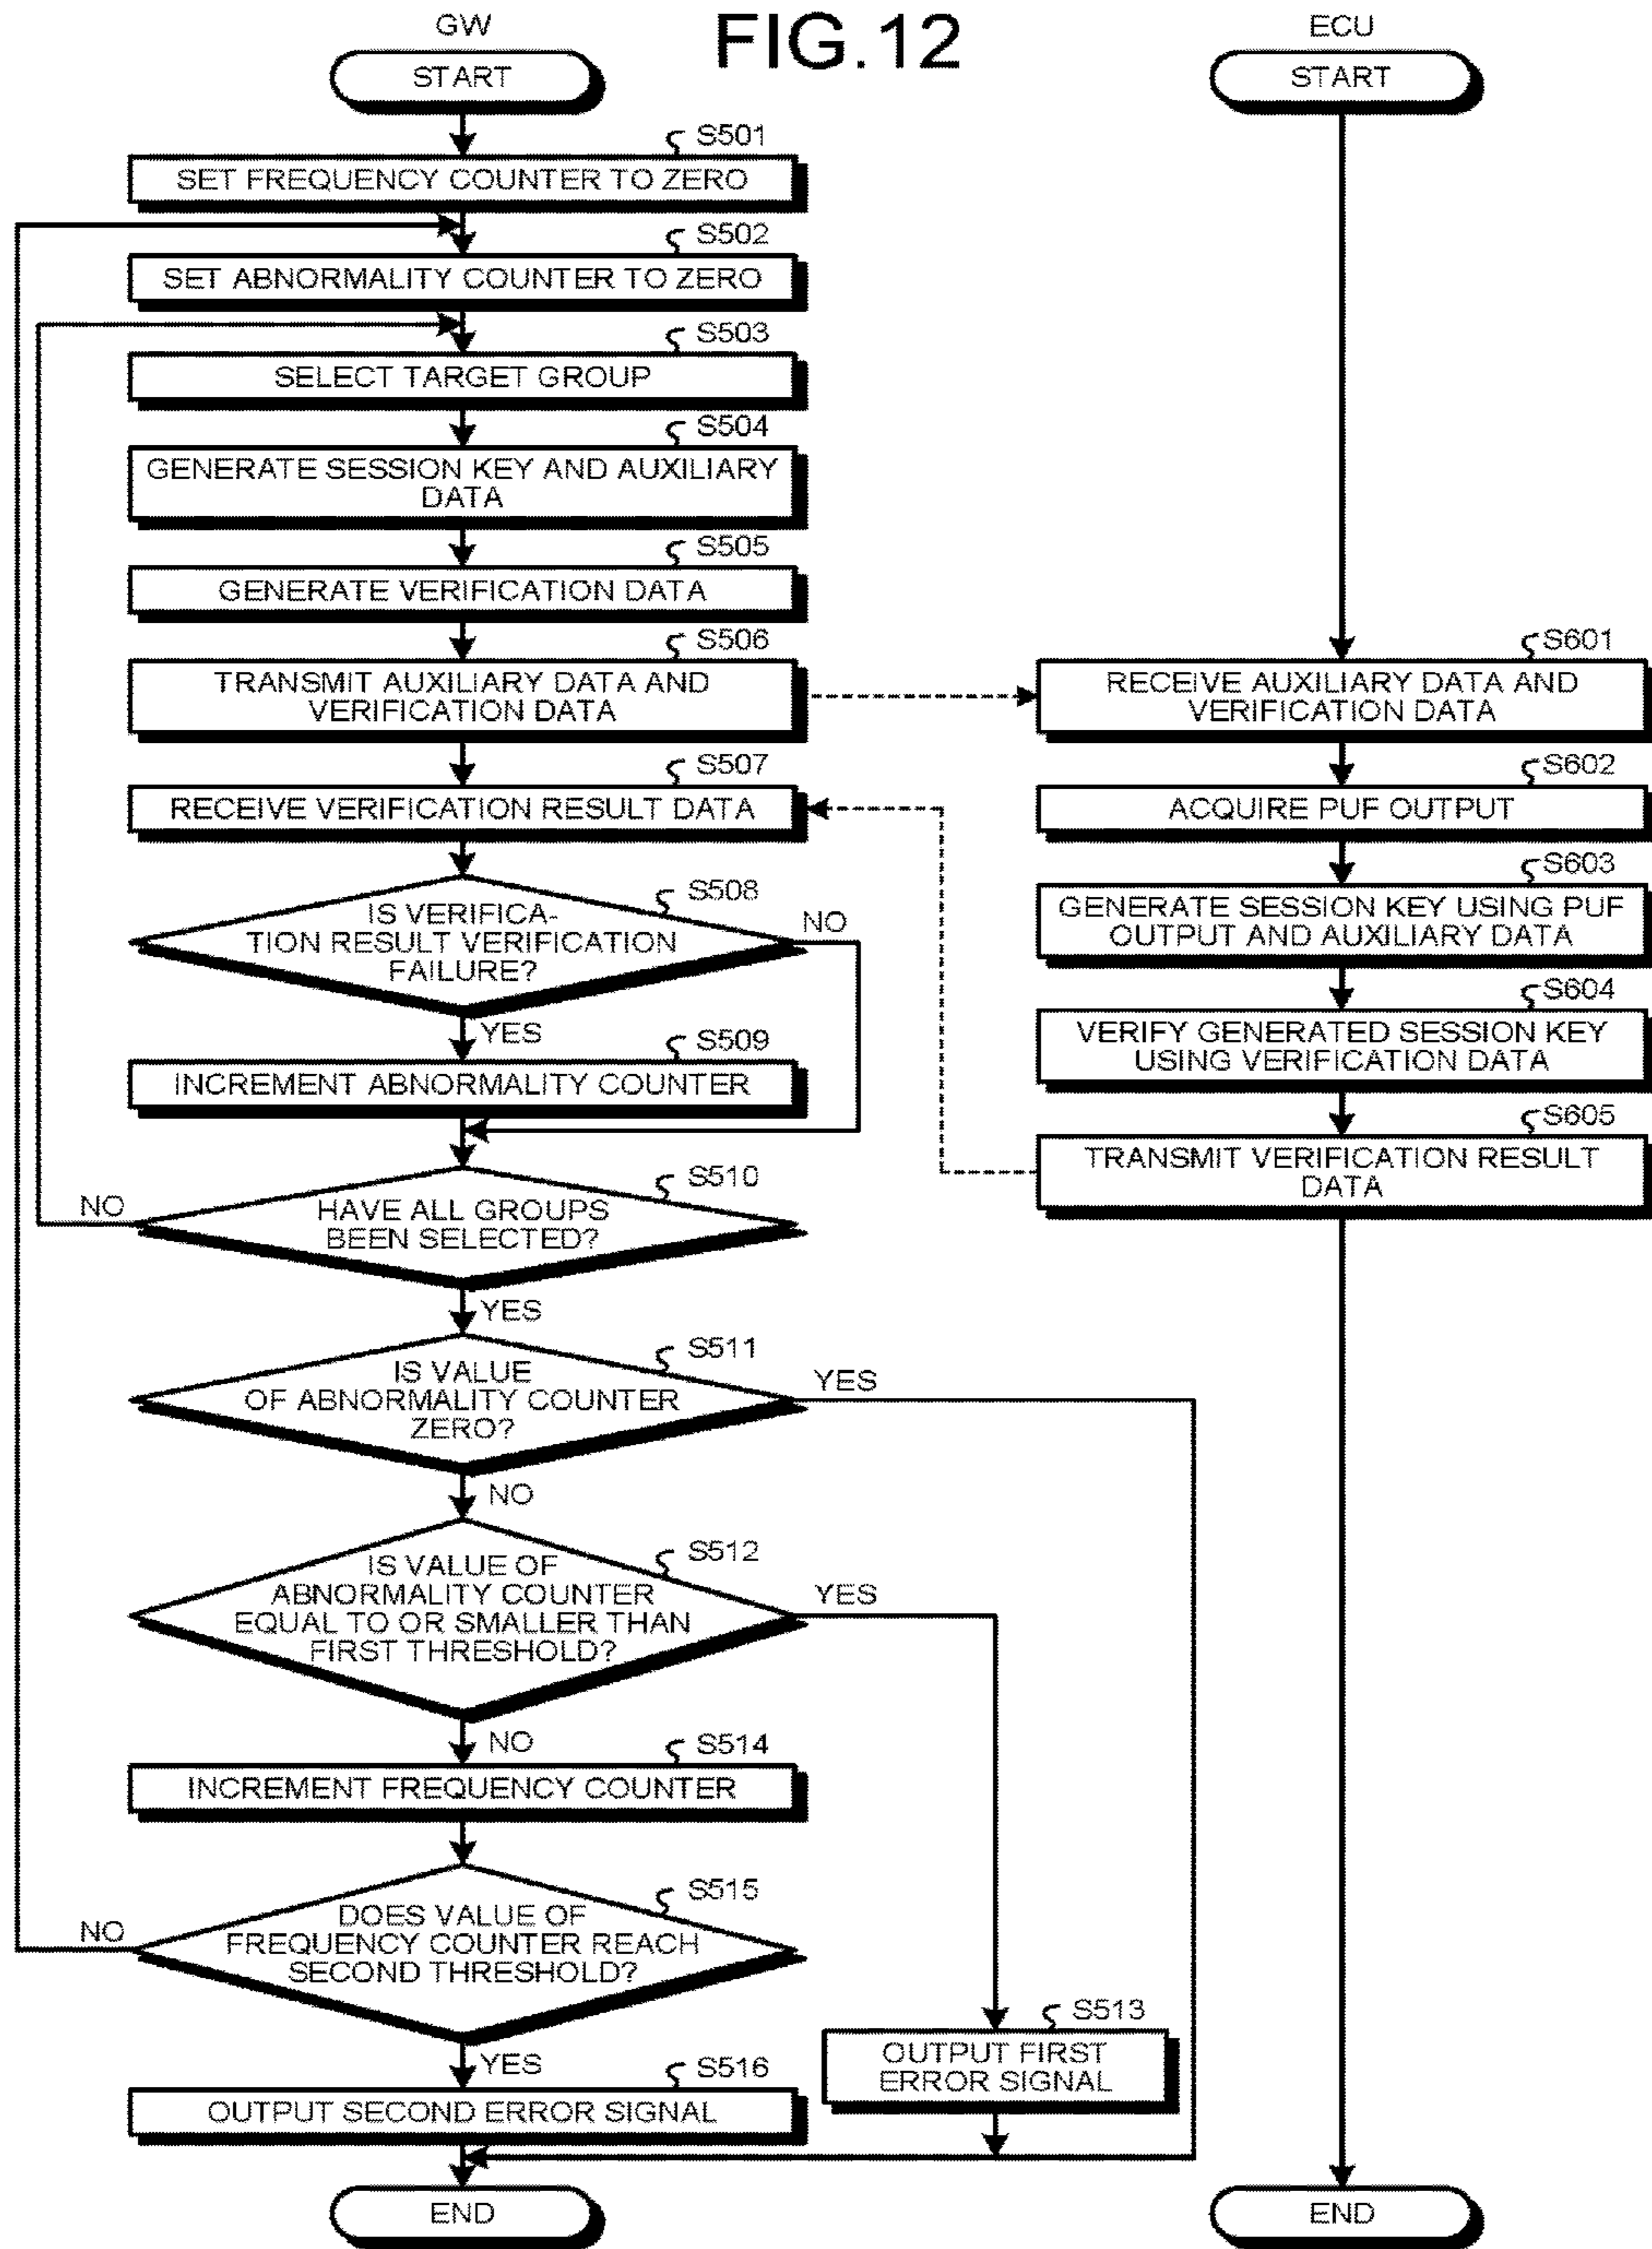 FIG.12
GW
START
S501
SET FREQUENCY COUNTER TO ZERO
S502
SET ABNORMALITY COUNTER TO ZERO
S503
SELECT TARGET GROUP
S504
GENERATE SESSION KEY AND AUXILIARY
DATA
S505
GENERATE VERIFICATION DATA
S506
TRANSMIT AUXILIARY DATA AND
VERIFICATION DATA
S507
RECEIVE VERIFICATION RESULT DATA
S508
IS VERIFICA-
TION RESULT VERIFICATION
FAILURE?
NO
YES
S509
INCREMENT ABNORMALITY COUNTER
S510
HAVE ALL GROUPS
BEEN SELECTED?
NO
YES
S511
IS VALUE
OF ABNORMALITY COUNTER
ZERO?
YES
NO
S512
IS VALUE OF
ABNORMALITY COUNTER
EQUAL TO OR SMALLER THAN
FIRST THRESHOLD?
YES
NO
S514
INCREMENT FREQUENCY COUNTER
S515
DOES VALUE OF
FREQUENCY COUNTER REACH
SECOND THRESHOLD?
NO
YES
S513
OUTPUT FIRST
ERROR SIGNAL
S516
OUTPUT SECOND ERROR SIGNAL
END
ECU
START
S601
RECEIVE AUXILIARY DATA AND
VERIFICATION DATA
S602
ACQUIRE PUF OUTPUT
S603
GENERATE SESSION KEY USING PUF
OUTPUT AND AUXILIARY DATA
S604
VERIFY GENERATED SESSION KEY
USING VERIFICATION DATA
S605
TRANSMIT VERIFICATION RESULT
DATA
END